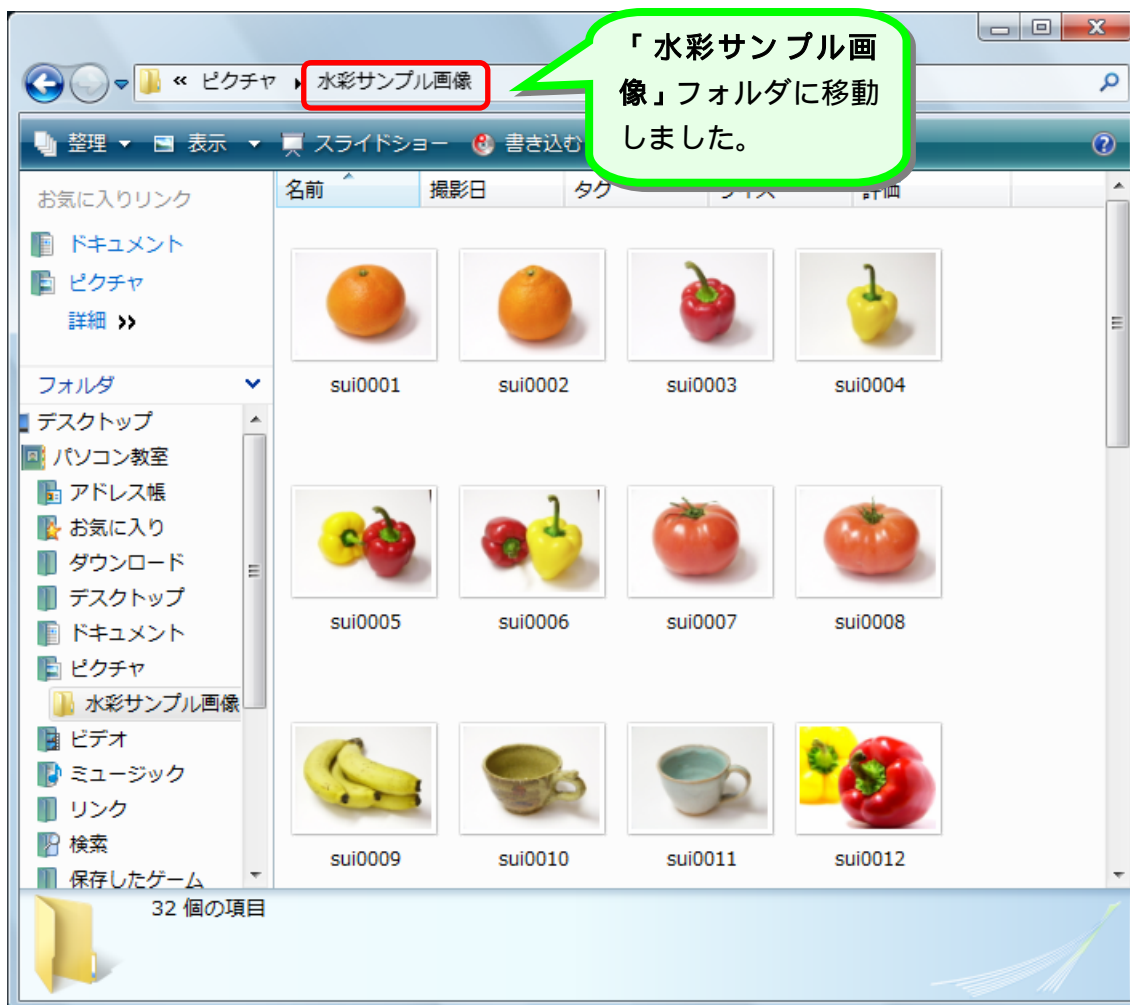 「水彩サンプル画
像」フォルダに移動
しました。
« ピクチャ 水彩サンプル画像
整理 表示 スライドショー 書き込む
お気に入りリンク
ドキュメント
ピクチャ
詳細 »
フォルダ
デスクトップ
パソコン教室
アドレス帳
お気に入り
ダウンロード
デスクトップ
ドキュメント
ピクチャ
水彩サンプル画像
ビデオ
ミュージック
リンク
検索
保存したゲーム
名前 撮影日 タグ
sui0001 sui0002 sui0003 sui0004
sui0005 sui0006 sui0007 sui0008
sui0009 sui0010 sui0011 sui0012
32 個の項目